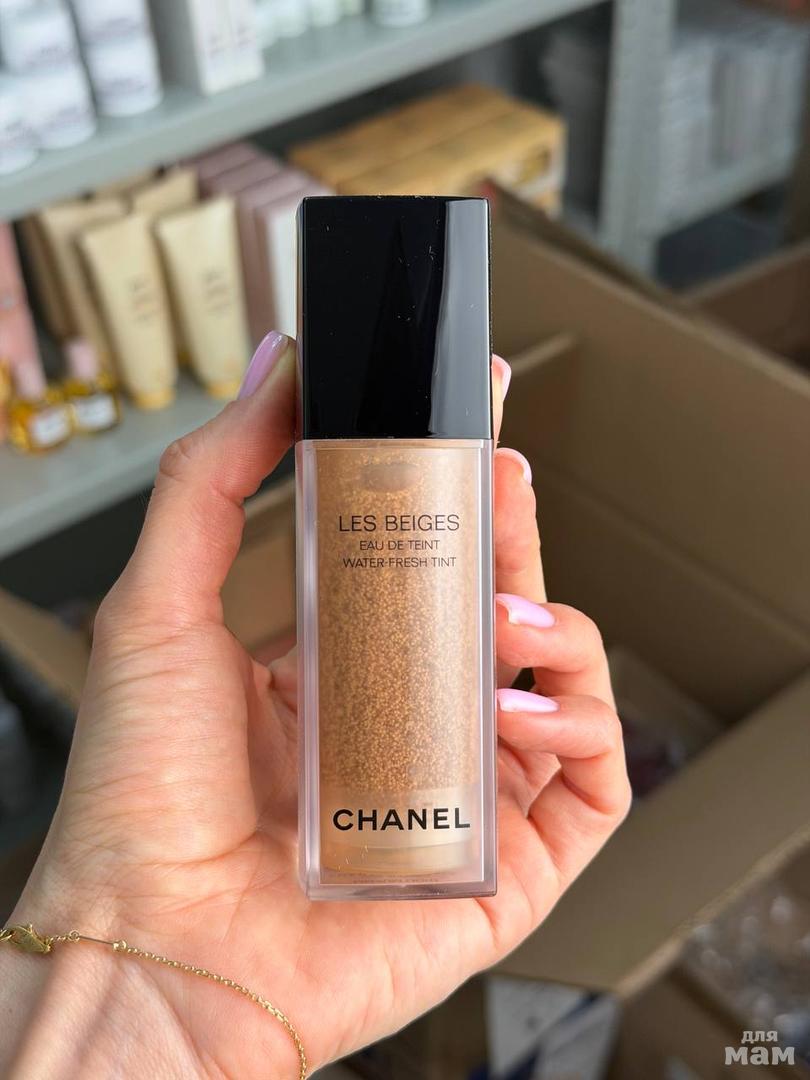 LES BEIGES
EAU DE TEINT
WATER-FRESH TINT
CHANEL
для
мам